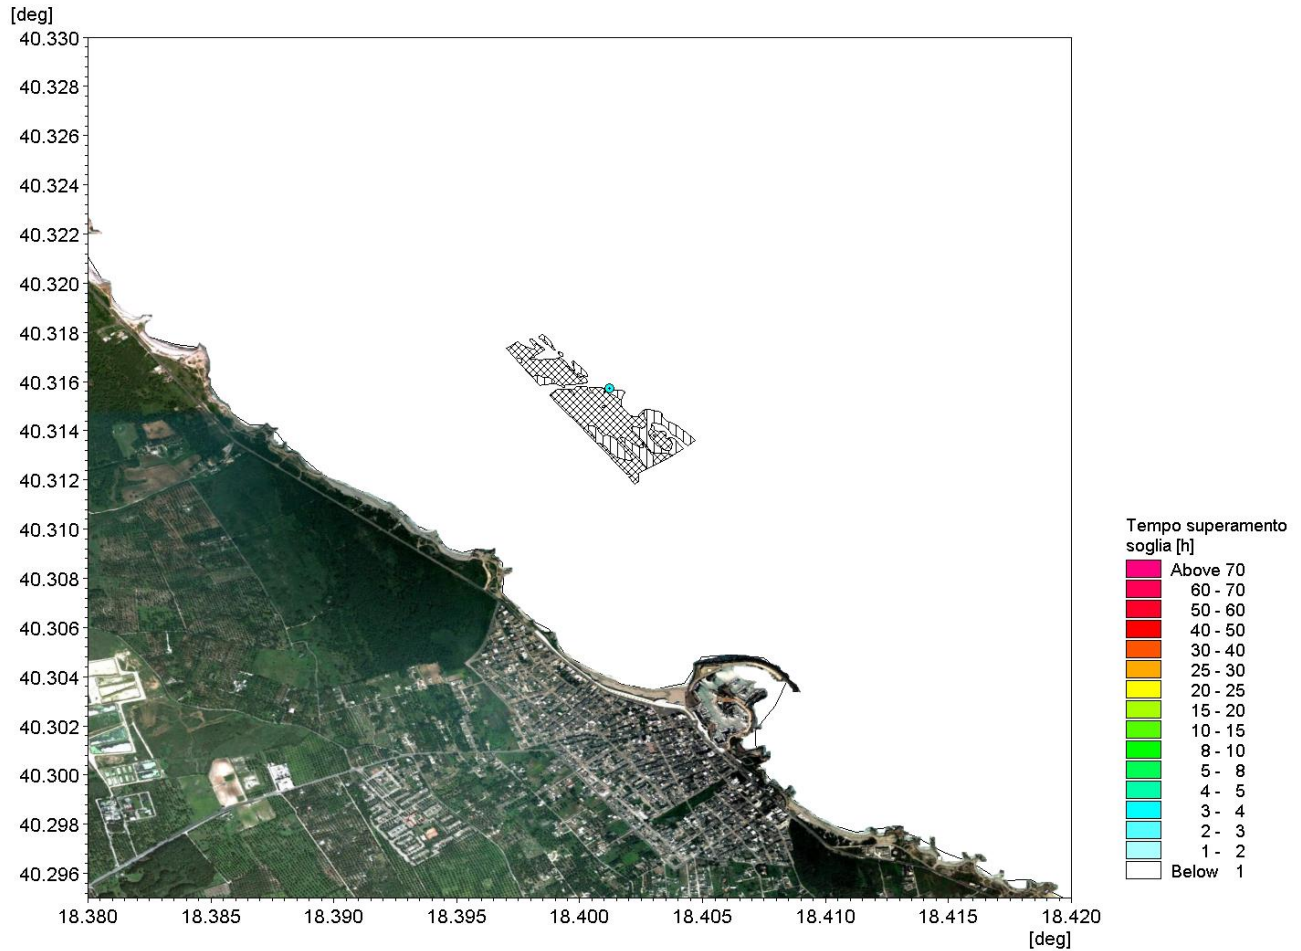 [deg]
40.330
40.328
40.326
40.324
40.322
40.320
40.318
40.316
40.314
40.312
40.310
40.308
40.306
40.304
40.302
40.300
40.298
40.296
18.380 18.385 18.390 18.395 18.400 18.405 18.410 18.415 18.420
[deg]
Tempo superamento
soglia [h]
Above 70
60 - 70
50 - 60
40 - 50
30 - 40
25 - 30
20 - 25
15 - 20
10 - 15
8 - 10
5 - 8
4 - 5
3 - 4
2 - 3
1 - 2
Below 1